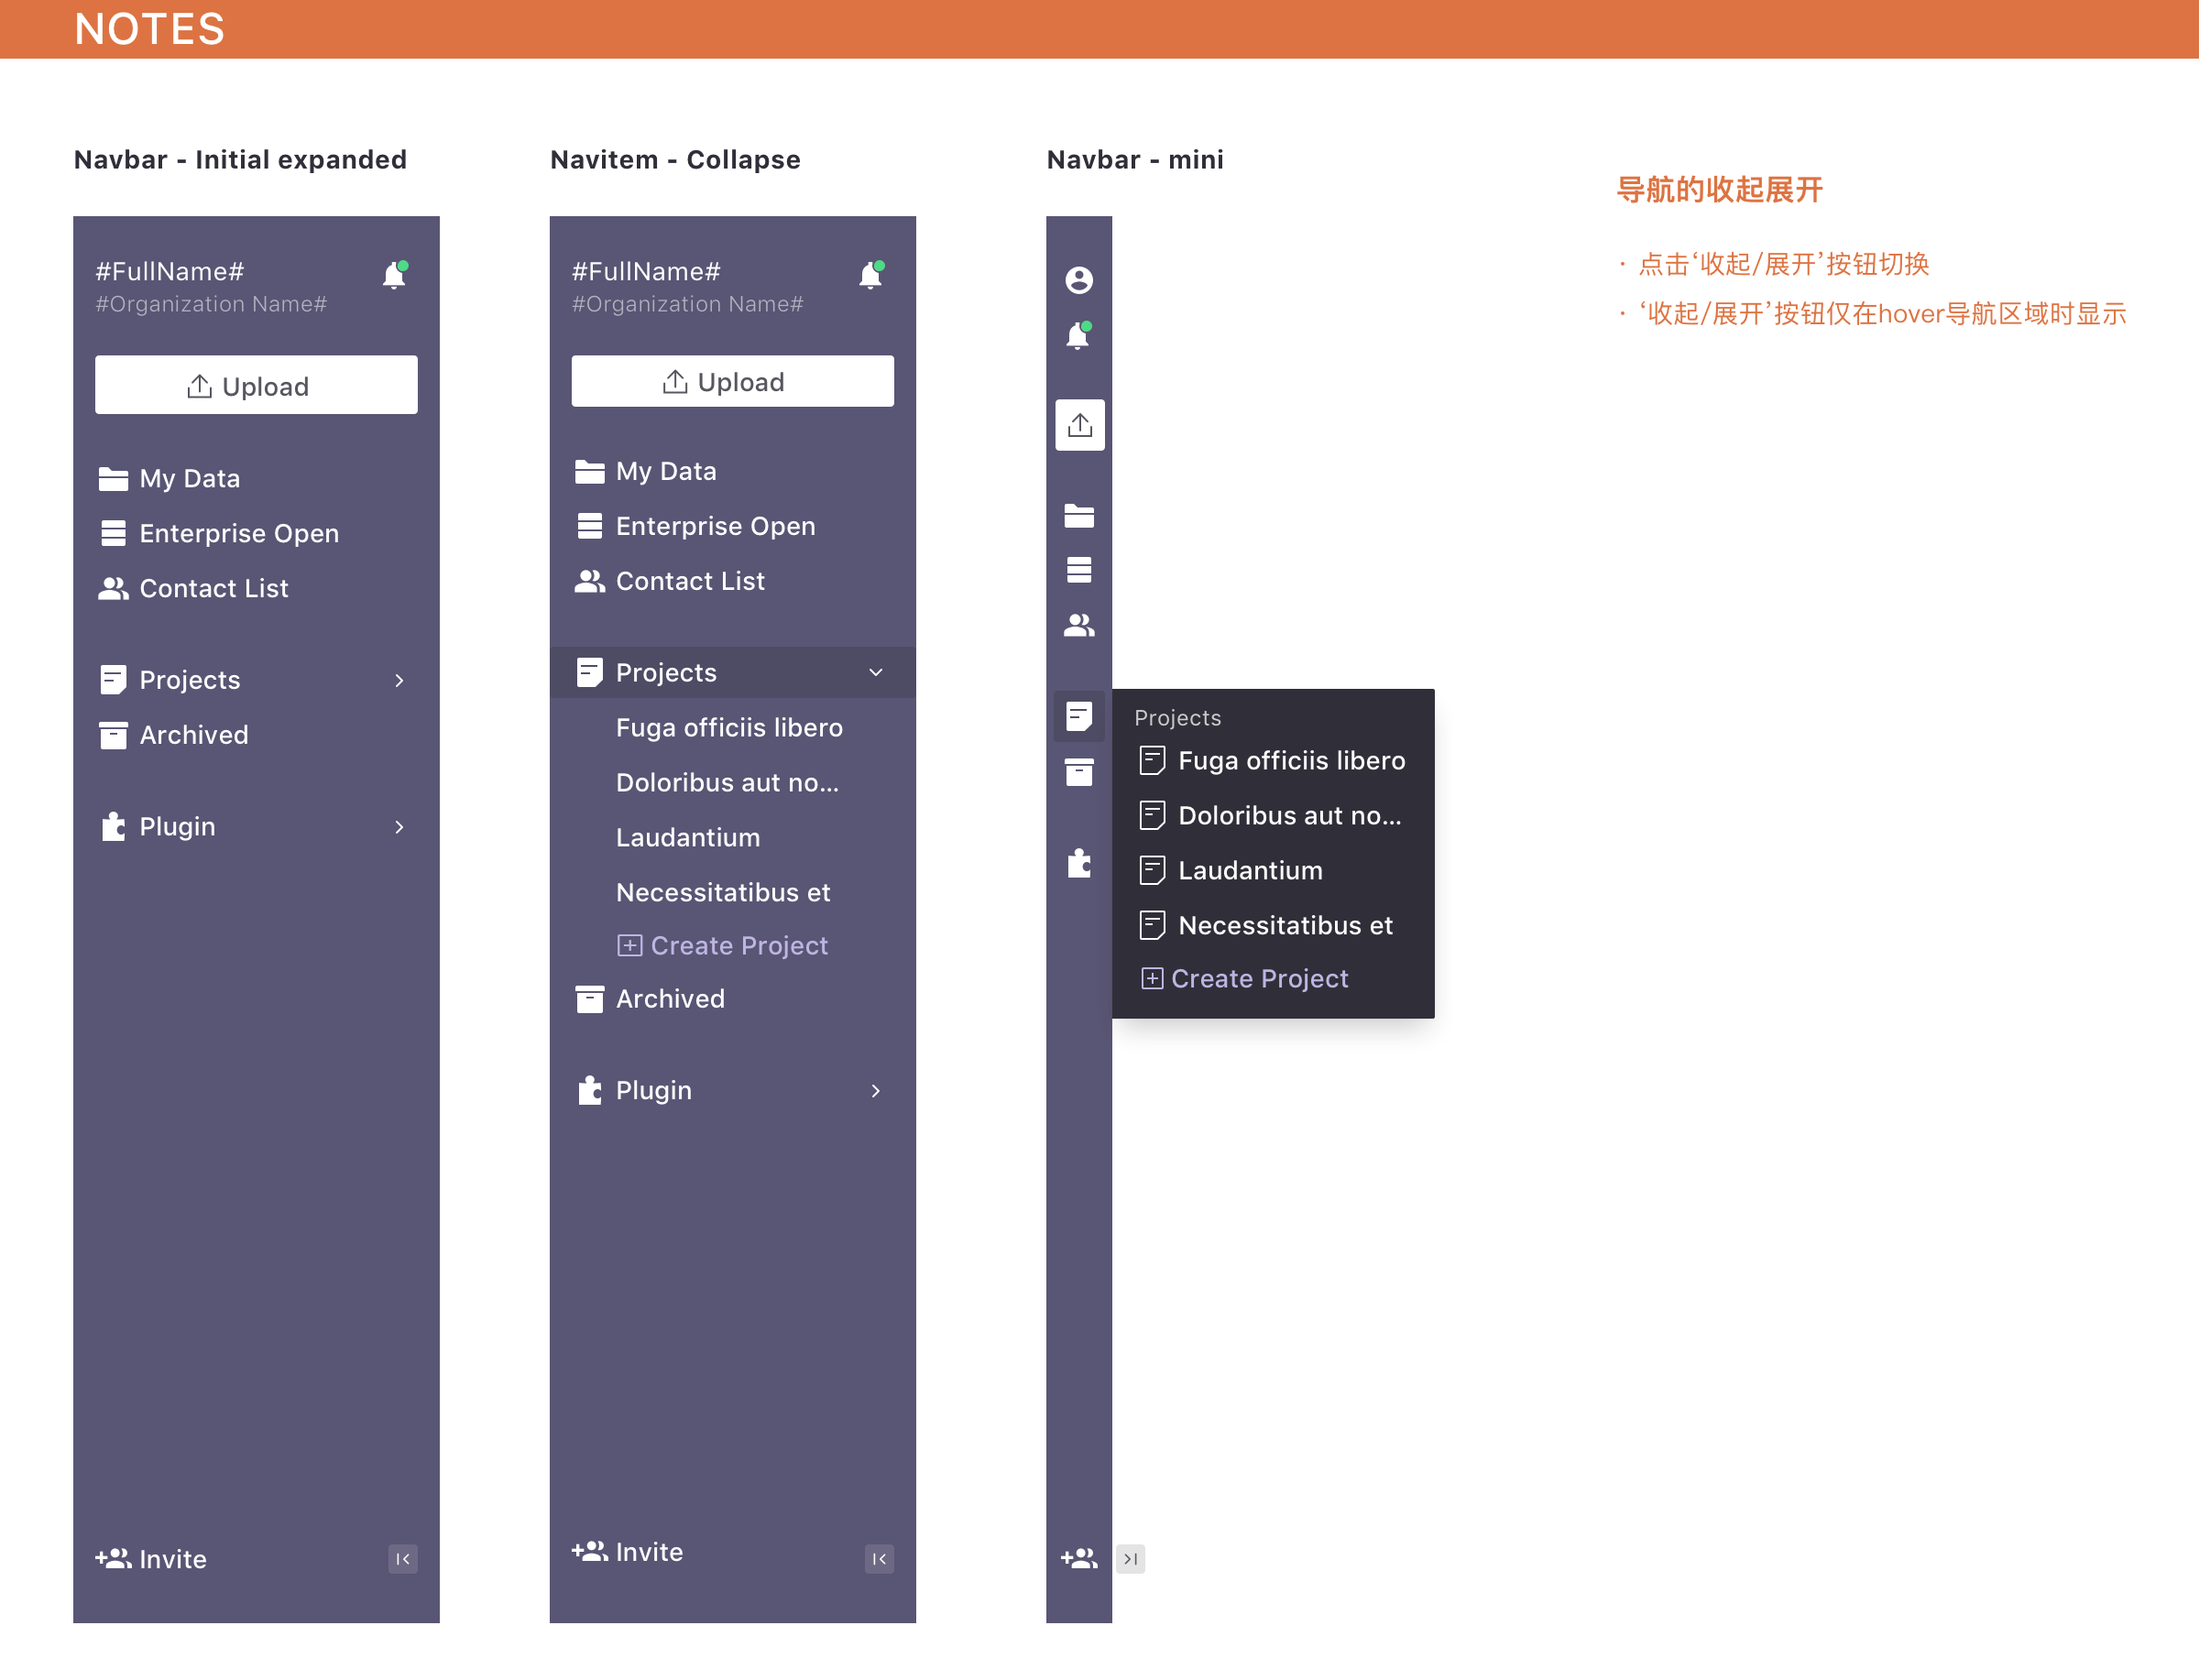 NOTES
Navbar - Initial expanded
#FullName#
#Organization Name#
Upload
My Data
Enterprise Open
Contact List
Projects
Archived
Plugin
Invite
Navitem - Collapse
#FullName#
#Organization Name#
Upload
My Data
Enterprise Open
Contact List
Projects
Fuga officiis libero
Doloribus aut no...
Laudantium
Necessitatibus et
Create Project
Archived
Plugin
Invite
Navbar - mini
Projects
Fuga officiis libero
Doloribus aut no...
Laudantium
Necessitatibus et
Create Project
导航的收起展开
· 点击‘收起/展开’按钮切换
· ‘收起/展开’按钮仅在hover导航区域时显示